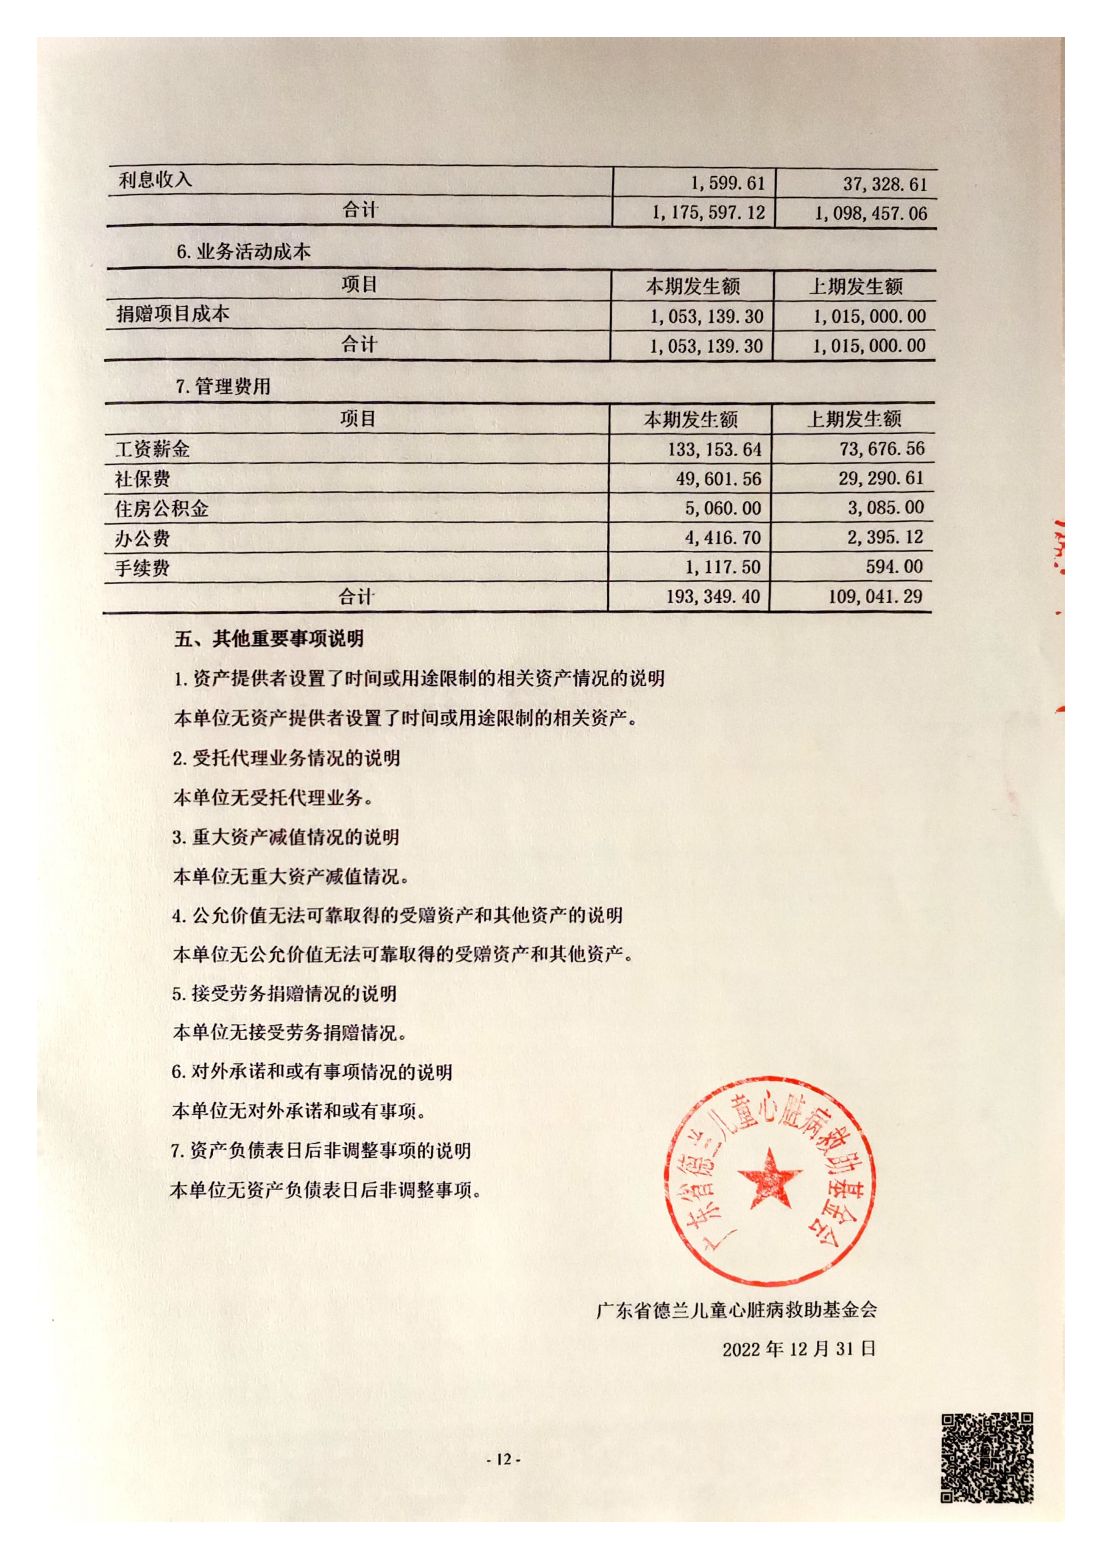 利息收入 1,599.61 37,328.61
合计 1,175,597.12 1,098,457.06
6.业务活动成本
项目 本期发生额 上期发生额
捐赠项目成本 1,053,139.30 1,015,000.00
合计 1,053,139.30 1,015,000.00
7.管理费用
项目 本期发生额 上期发生额
工资薪金 133,153.64 73,676.56
社保费 49,601.56 29,290.61
住房公积金 5,060.00 3,085.00
办公费 4,416.70 2,395.12
手续费 1,117.50 594.00
合计 193,349.40 109,041.29
五、其他重要事项说明
1.资产提供者设置了时间或用途限制的相关资产情况的说明
本单位无资产提供者设置了时间或用途限制的相关资产。
2.受托代理业务情况的说明
本单位无受托代理业务。
3.重大资产减值情况的说明
本单位无重大资产减值情况。
4.公允价值无法可靠取得的受赠资产和其他资产的说明
本单位无公允价值无法可靠取得的受赠资产和其他资产。
5.接受劳务捐赠情况的说明
本单位无接受劳务捐赠情况。
6.对外承诺和或有事项情况的说明
本单位无对外承诺和或有事项。
7.资产负债表日后非调整事项的说明
本单位无资产负债表日后非调整事项。
广东省德兰儿童心脏病救助基金会
广东省德兰儿童心脏病救助基金会
2022 年 12 月 31 日
- 12 -